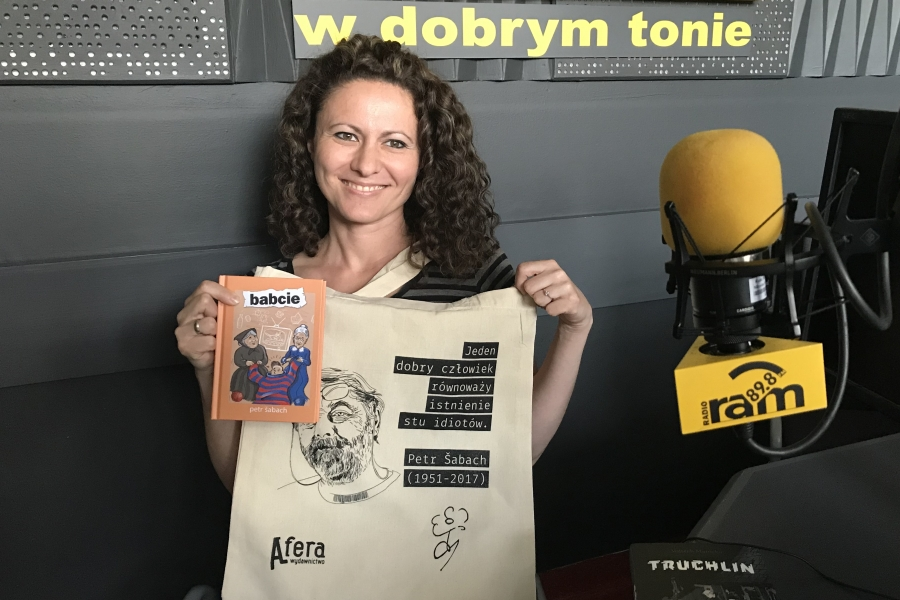 w dobrym tonie
babcie
petr šabach
Jeden
dobry człowiek
równoważy
istnienie
stu idiotów.
Petr Šabach
(1951-2017)
Afera
wydawnictwo
RADIO
ram
89.8
TRUCHLIN